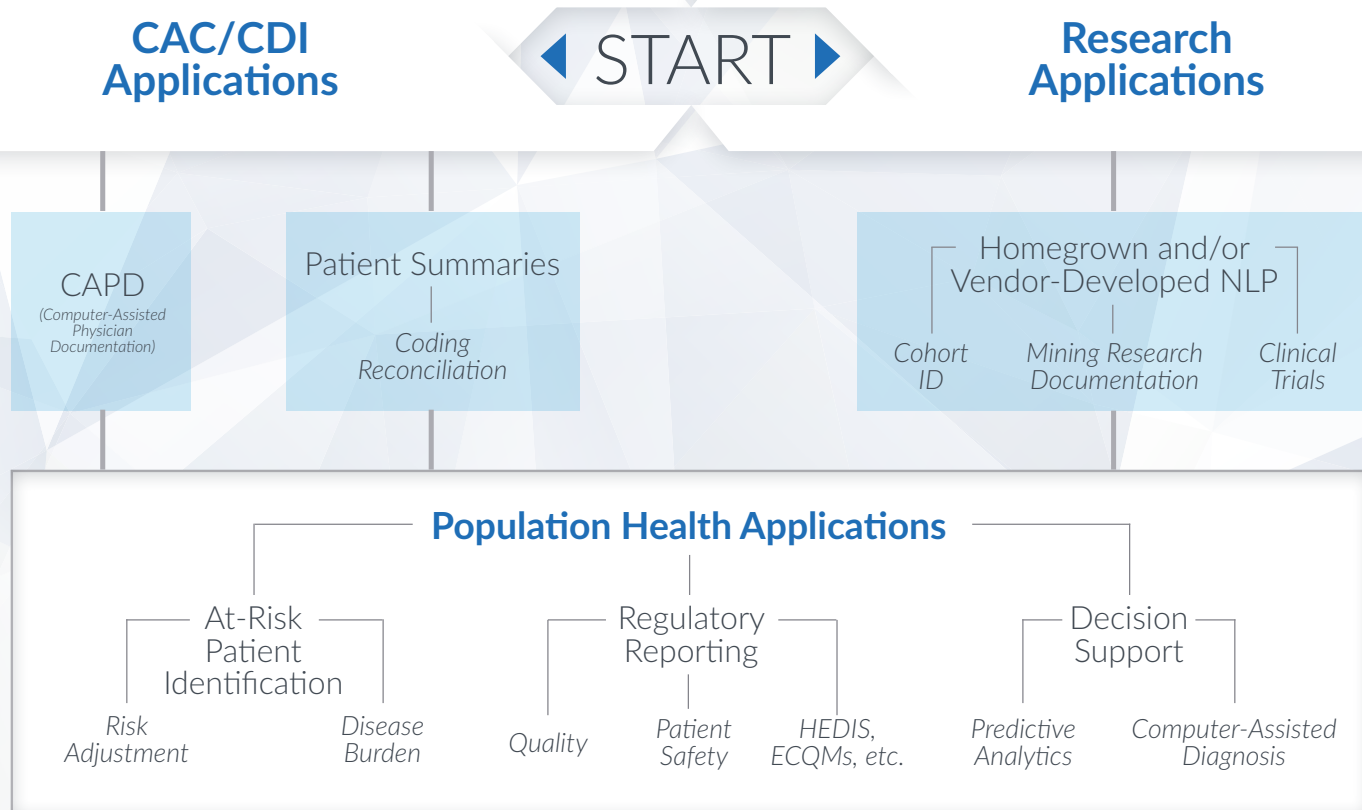 CAC/CDI
Applications
START
Research
Applications
CAPD
(Computer-Assisted
Physician
Documentation)
Patient Summaries
Coding
Reconciliation
Homegrown and/or
Vendor-Developed NLP
Cohort
ID
Mining Research
Documentation
Clinical
Trials
Population Health Applications
At-Risk
Patient
Identification
Risk
Adjustment
Disease
Burden
Regulatory
Reporting
Quality
Patient
Safety
HEDIS,
ECQMs, etc.
Decision
Support
Predictive
Analytics
Computer-Assisted
Diagnosis